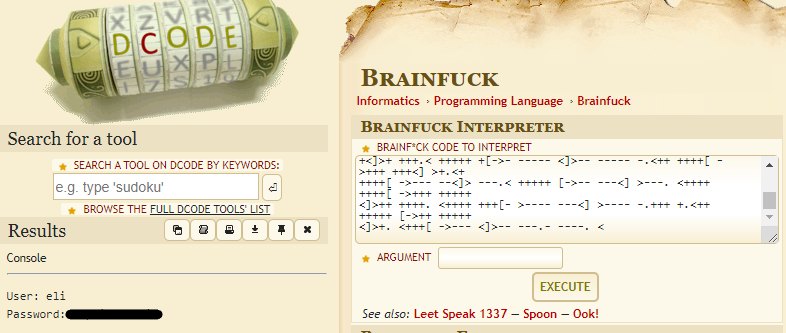 DCODE
Search for a tool
SEARCH A TOOL ON DCODE BY KEYWORDS:
e.g. type 'sudoku'
BROWSE THE FULL DCODE TOOLS' LIST
Results
Console
User: eli
Password:
BRAINFUCK
Informatics › Programming Language › Brainfuck
BRAINFUCK INTERPRETER
BRAINF*CK CODE TO INTERPRET
+<]>+ +++.< +++++ +[->- ----- <]>-- ----- -.<++ ++++[ -
>+++ +++<] >+.<+
++++[ ->--- --<]> ---.< +++++ [->-- ---<] >---. <++++
++++[ ->+++ +++++
<]>++ ++++. <++++ +++[- >---- ---<] >---- -.+++ +.<++
+++++ [->++ +++++
<]>+. <+++[ ->--- <]>-- ---.- ----. <
ARGUMENT
EXECUTE
See also: Leet Speak 1337 — Spoon — Ook!